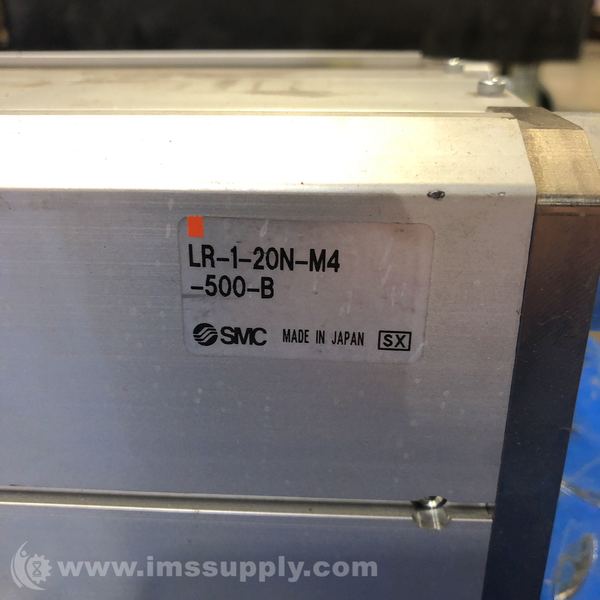 LR-1-20N-M4
-500-B
SMC MADE IN JAPAN SX
www.imssupply.com